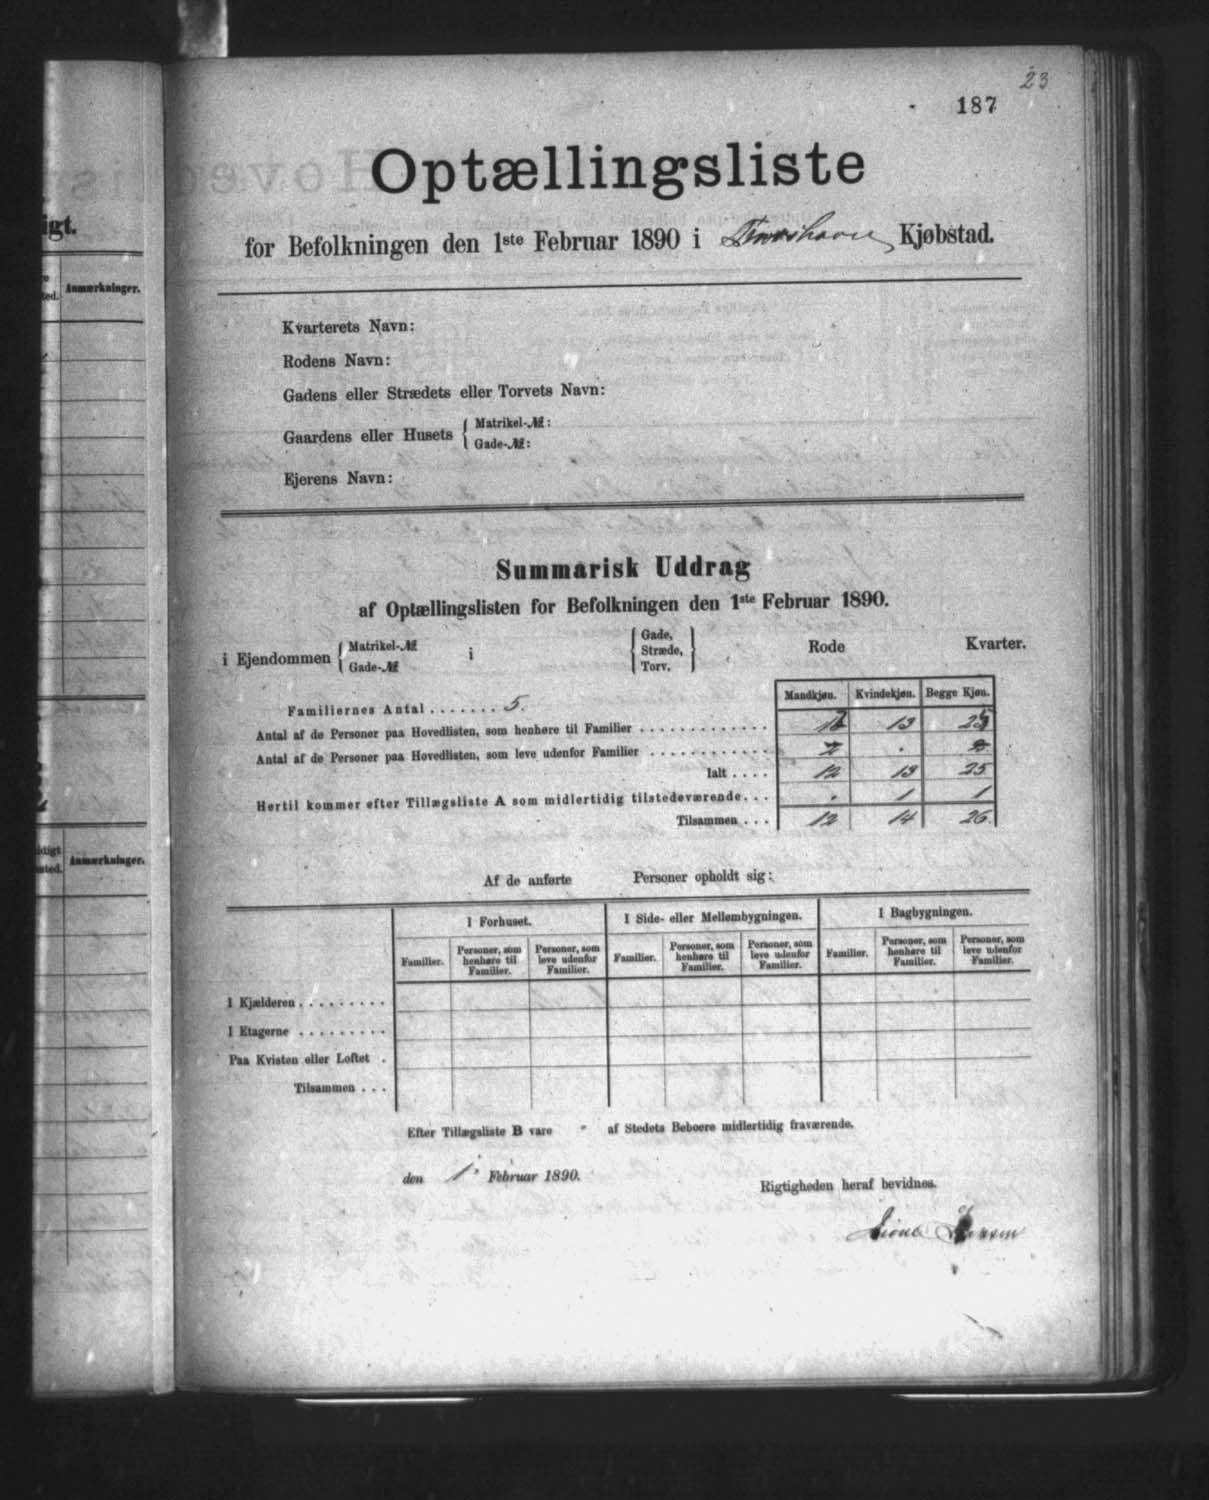 23
187
Optællingsliste
for Befolkningen den 1ste Februar 1890 i Thorshavn Kjøbstad.
igt.
Anmærkninger.
Kvarterets Navn:
Rodens Navn:
Gadens eller Strædets eller Torvets Navn:
Gaardens eller Husets { Matrikel-№:
Gade-№:
Ejerens Navn:
Summarisk Uddrag
af Optællingslisten for Befolkningen den 1ste Februar 1890.
i Ejendommen { Matrikel-№ Gade-№ i { Gade, Stræde, Torv. } Rode Kvarter.
Mandkjøn. Kvindekjøn. Begge Kjøn.
Familiernes Antal . . . . . . . 5.
Antal af de Personer paa Hovedlisten, som henhøre til Familier . . . . . . . . . . . . . 12 13 25
Antal af de Personer paa Hovedlisten, som leve udenfor Familier . . . . . . . . . . . . 2 . 2
Ialt . . . . 12 13 25
Hertil kommer efter Tillægsliste A som midlertidig tilstedeværende. . . . 1 1
Tilsammen . . . 12 14 26.
Anmærkninger.
Af de anførte Personer opholdt sig:
I Forhuset. I Side- eller Mellembygningen. I Bagbygningen.
Familier. Personer, som henhøre til Familier. Personer, som leve udenfor Familier. Familier. Personer, som henhøre til Familier. Personer, som leve udenfor Familier. Familier. Personer, som henhøre til Familier. Personer, som leve udenfor Familier.
I Kjælderen . . . . . . . . .
I Etagerne . . . . . . . . .
Paa Kvisten eller Loftet .
Tilsammen . . .
Efter Tillægsliste B vare " af Stedets Beboere midlertidig fraværende.
den 1. Februar 1890.
Rigtigheden heraf bevidnes.